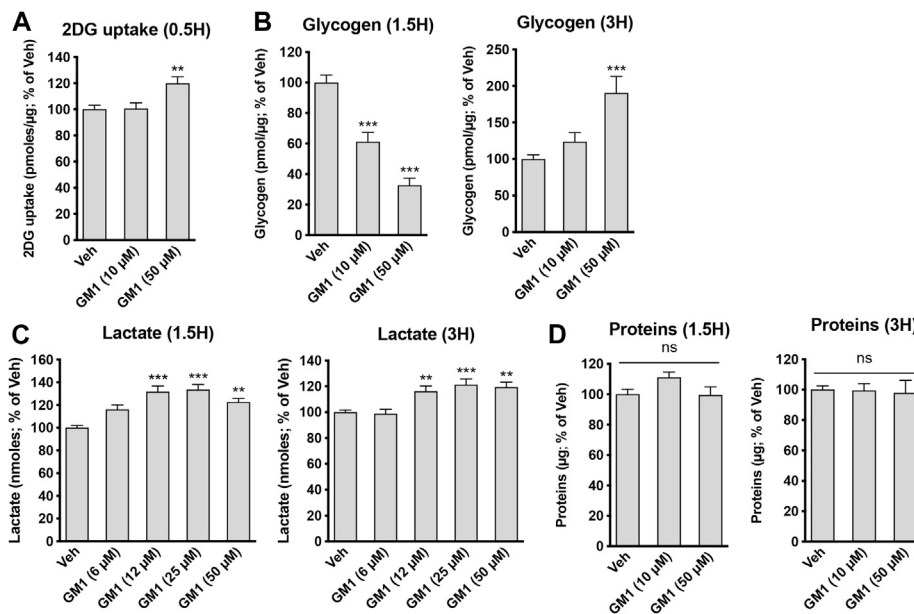 A
2DG uptake (0.5H)
2DG uptake (pmoles/µg; % of Veh)
140
120
100
80
60
40
20
0
**
Veh
GM1 (10 µM)
GM1 (50 µM)
B
Glycogen (1.5H)
Glycogen (pmol/µg; % of Veh)
120
100
80
60
40
20
0
***
***
Veh
GM1 (10 µM)
GM1 (50 µM)
Glycogen (3H)
Glycogen (pmol/µg; % of Veh)
250
200
150
100
50
0
***
Veh
GM1 (10 µM)
GM1 (50 µM)
C
Lactate (1.5H)
Lactate (nmoles; % of Veh)
160
140
120
100
80
60
40
20
0
***
***
**
Veh
GM1 (6 µM)
GM1 (12 µM)
GM1 (25 µM)
GM1 (50 µM)
Lactate (3H)
Lactate (nmoles; % of Veh)
140
120
100
80
60
40
20
0
**
***
**
Veh
GM1 (6 µM)
GM1 (12 µM)
GM1 (25 µM)
GM1 (50 µM)
D
Proteins (1.5H)
Proteins (µg; % of Veh)
120
100
80
60
40
20
0
ns
Veh
GM1 (10 µM)
GM1 (50 µM)
Proteins (3H)
Proteins (µg; % of Veh)
120
100
80
60
40
20
0
ns
Veh
GM1 (10 µM)
GM1 (50 µM)